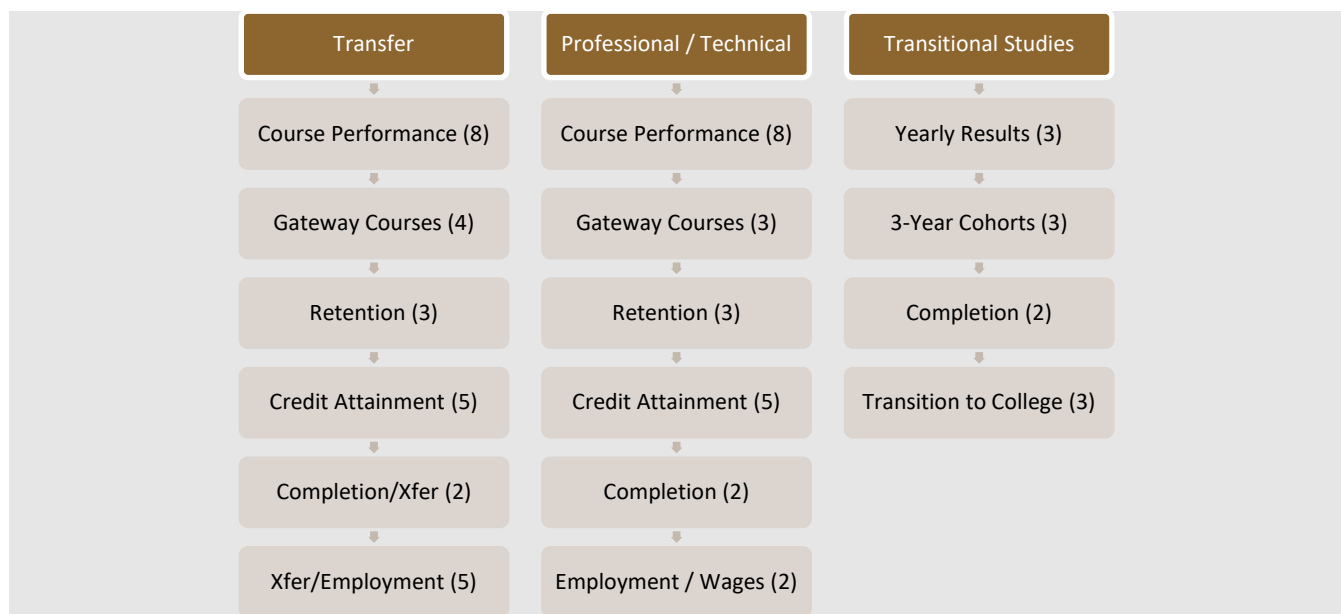 Transfer
Course Performance (8)
Gateway Courses (4)
Retention (3)
Credit Attainment (5)
Completion/Xfer (2)
Xfer/Employment (5)
Professional / Technical
Course Performance (8)
Gateway Courses (3)
Retention (3)
Credit Attainment (5)
Completion (2)
Employment / Wages (2)
Transitional Studies
Yearly Results (3)
3-Year Cohorts (3)
Completion (2)
Transition to College (3)